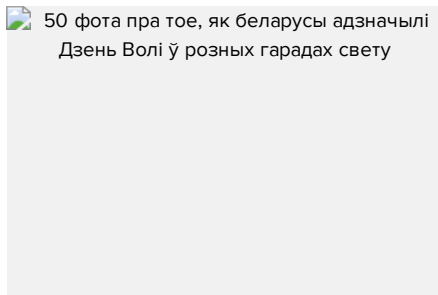 50 фота пра тое, як беларусы адзначылі
Дзень Волі ў розных гарадах свету